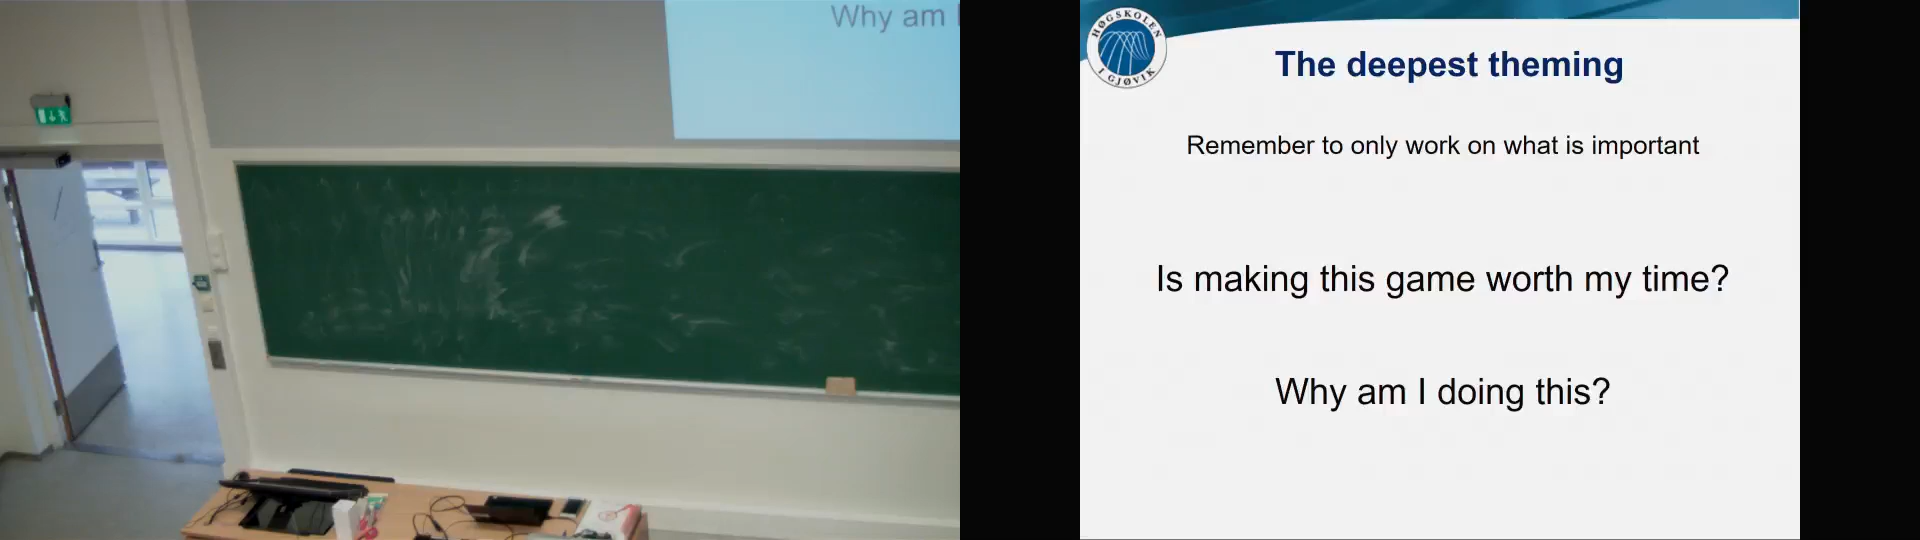 Why am I
HØGSKOLEN
I GJØVIK
The deepest theming
Remember to only work on what is important
Is making this game worth my time?
Why am I doing this?